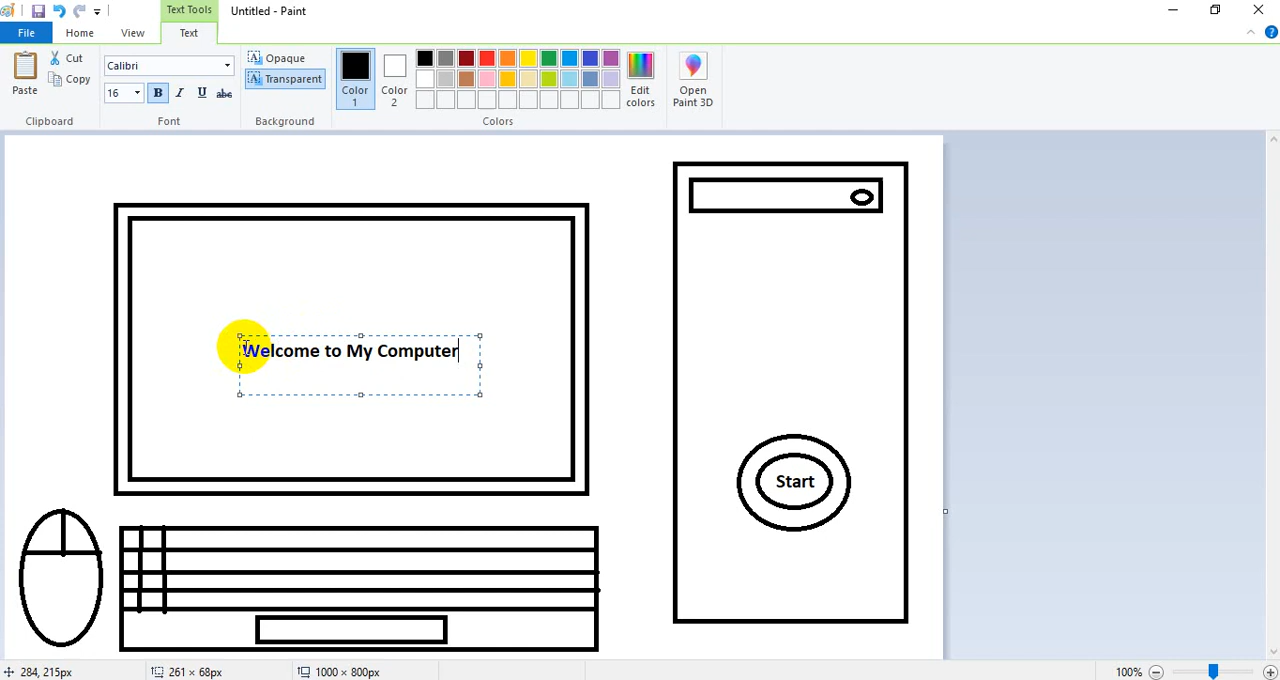 Text Tools
Untitled - Paint
File
Home
View
Text
Paste
Cut
Copy
Clipboard
Calibri
16
B
I
U
abc
Font
Opaque
Transparent
Background
Color 1
Color 2
Edit colors
Colors
Open Paint 3D
Welcome to My Computer
Start
284, 215px
261 × 68px
1000 × 800px
100%